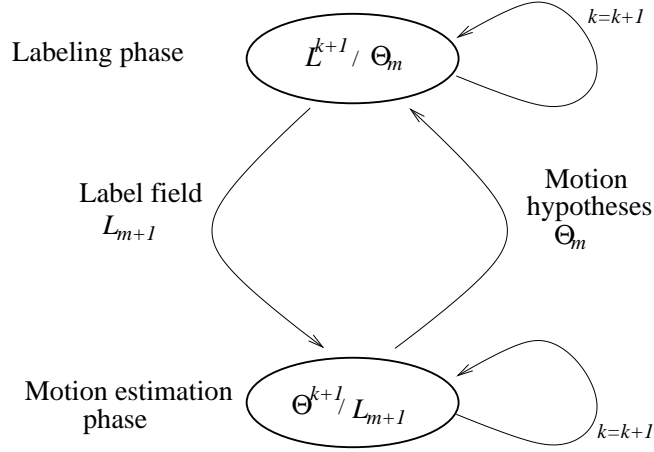 k=k+1
Labeling phase
L^{k+1} / Θ_m
Label field
L_{m+1}
Motion
hypotheses
Θ_m
Motion estimation
phase
Θ^{k+1} / L_{m+1}
k=k+1